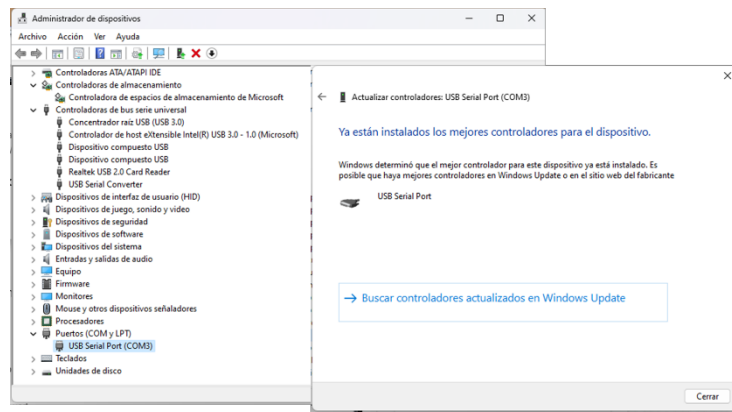 Administrador de dispositivos
Archivo Acción Ver Ayuda
Controladoras ATA/ATAPI IDE
Controladoras de almacenamiento
Controladora de espacios de almacenamiento de Microsoft
Controladoras de bus serie universal
Concentrador raíz USB (USB 3.0)
Controlador de host eXtensible Intel(R) USB 3.0 - 1.0 (Microsoft)
Dispositivo compuesto USB
Dispositivo compuesto USB
Realtek USB 2.0 Card Reader
USB Serial Converter
Dispositivos de interfaz de usuario (HID)
Dispositivos de juego, sonido y vídeo
Dispositivos de seguridad
Dispositivos de software
Dispositivos del sistema
Entradas y salidas de audio
Equipo
Firmware
Monitores
Mouse y otros dispositivos señaladores
Procesadores
Puertos (COM y LPT)
USB Serial Port (COM3)
Teclados
Unidades de disco
Actualizar controladores: USB Serial Port (COM3)
Ya están instalados los mejores controladores para el dispositivo.
Windows determinó que el mejor controlador para este dispositivo ya está instalado. Es
posible que haya mejores controladores en Windows Update o en el sitio web del fabricante
USB Serial Port
Buscar controladores actualizados en Windows Update
Cerrar